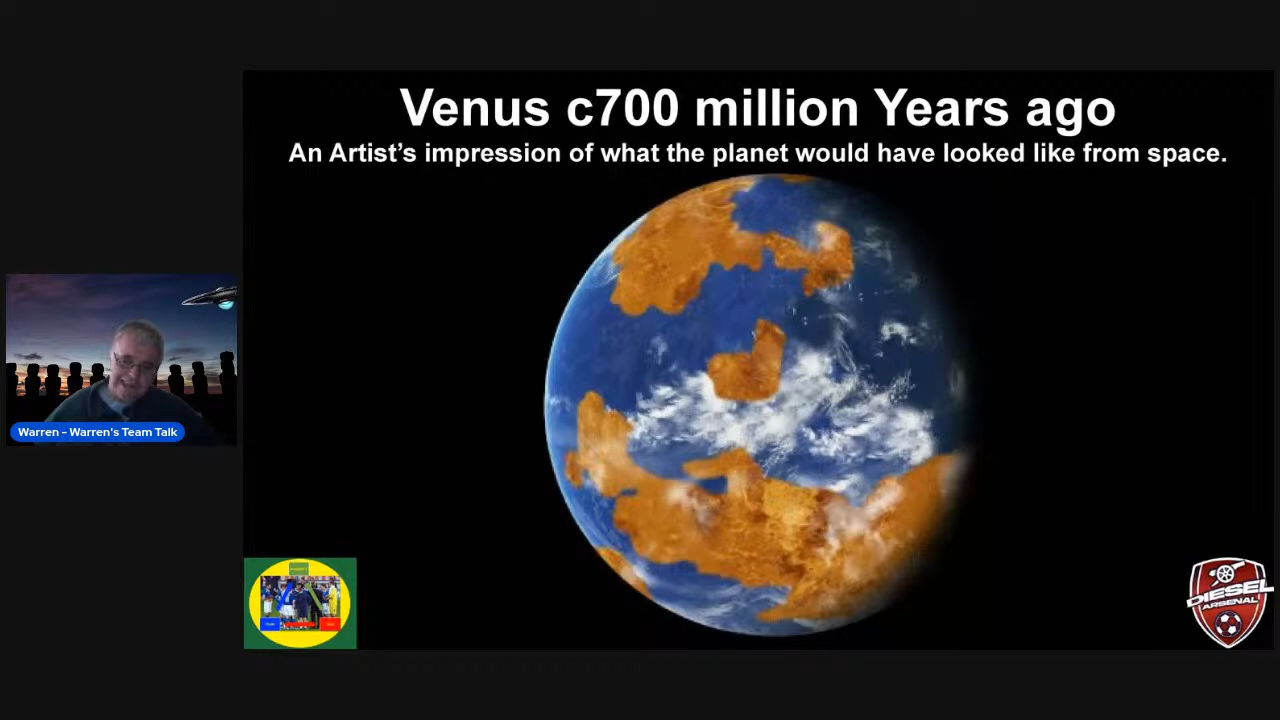 Venus c700 million Years ago
An Artist's impression of what the planet would have looked like from space.
Warren - Warren's Team Talk
DIESEL
ARSENAL